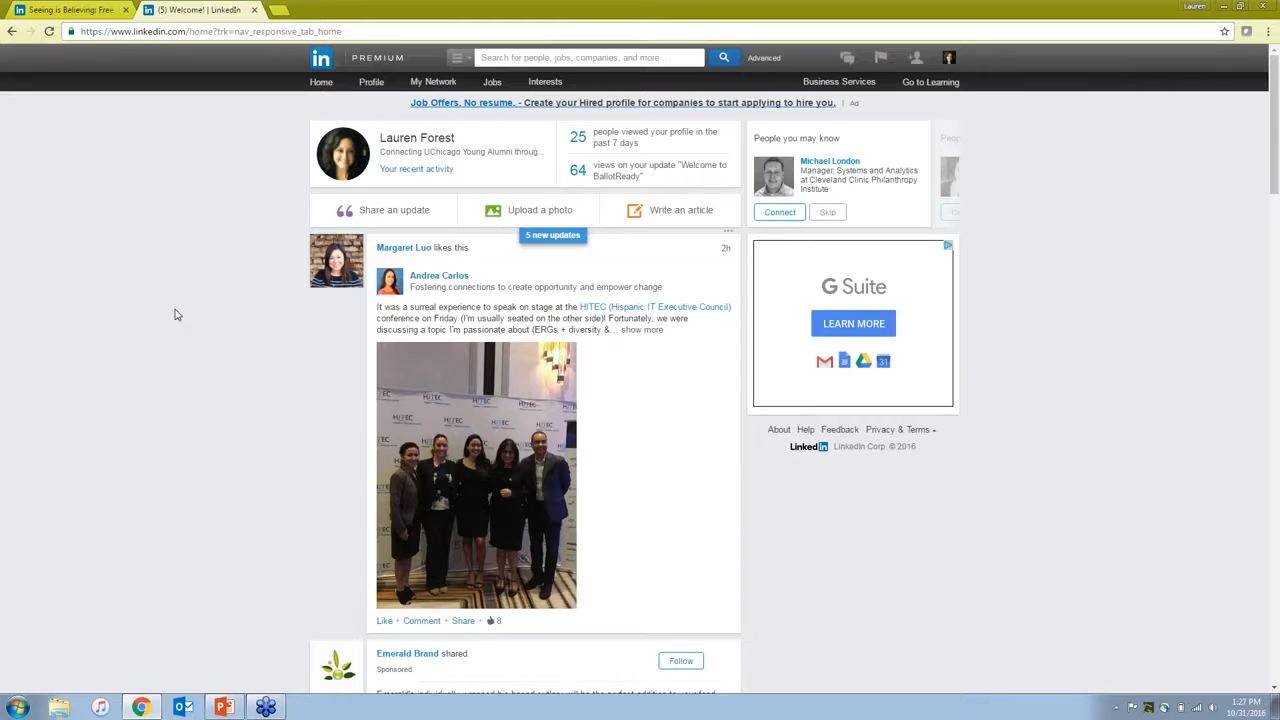 Seeing is Believing: Free
(5) Welcome! | LinkedIn
Lauren
https://www.linkedin.com/home?trk=nav_responsive_tab_home
in PREMIUM
Search for people, jobs, companies, and more...
Advanced
Home Profile My Network Jobs Interests
Business Services Go to Learning
Job Offers. No resume. - Create your Hired profile for companies to start applying to hire you. | Ad
Lauren Forest
Connecting UChicago Young Alumni throug...
Your recent activity
25 people viewed your profile in the
past 7 days
64 views on your update "Welcome to
BallotReady"
People you may know
Michael London
Manager, Systems and Analytics
at Cleveland Clinic Philanthropy
Institute
Connect Skip
Share an update
Upload a photo
Write an article
5 new updates
Margaret Luo likes this 2h
Andrea Carlos
Fostering connections to create opportunity and empower change
It was a surreal experience to speak on stage at the HITEC (Hispanic IT Executive Council)
conference on Friday (I'm usually seated on the other side)! Fortunately, we were
discussing a topic I'm passionate about (ERGs + diversity &... show more
HITEC
HITEC
HITEC
Like · Comment · Share · 8
G Suite
LEARN MORE
31
About Help Feedback Privacy & Terms
LinkedIn LinkedIn Corp. © 2016
Emerald Brand shared:
Sponsored
Follow
1:27 PM
10/31/2016